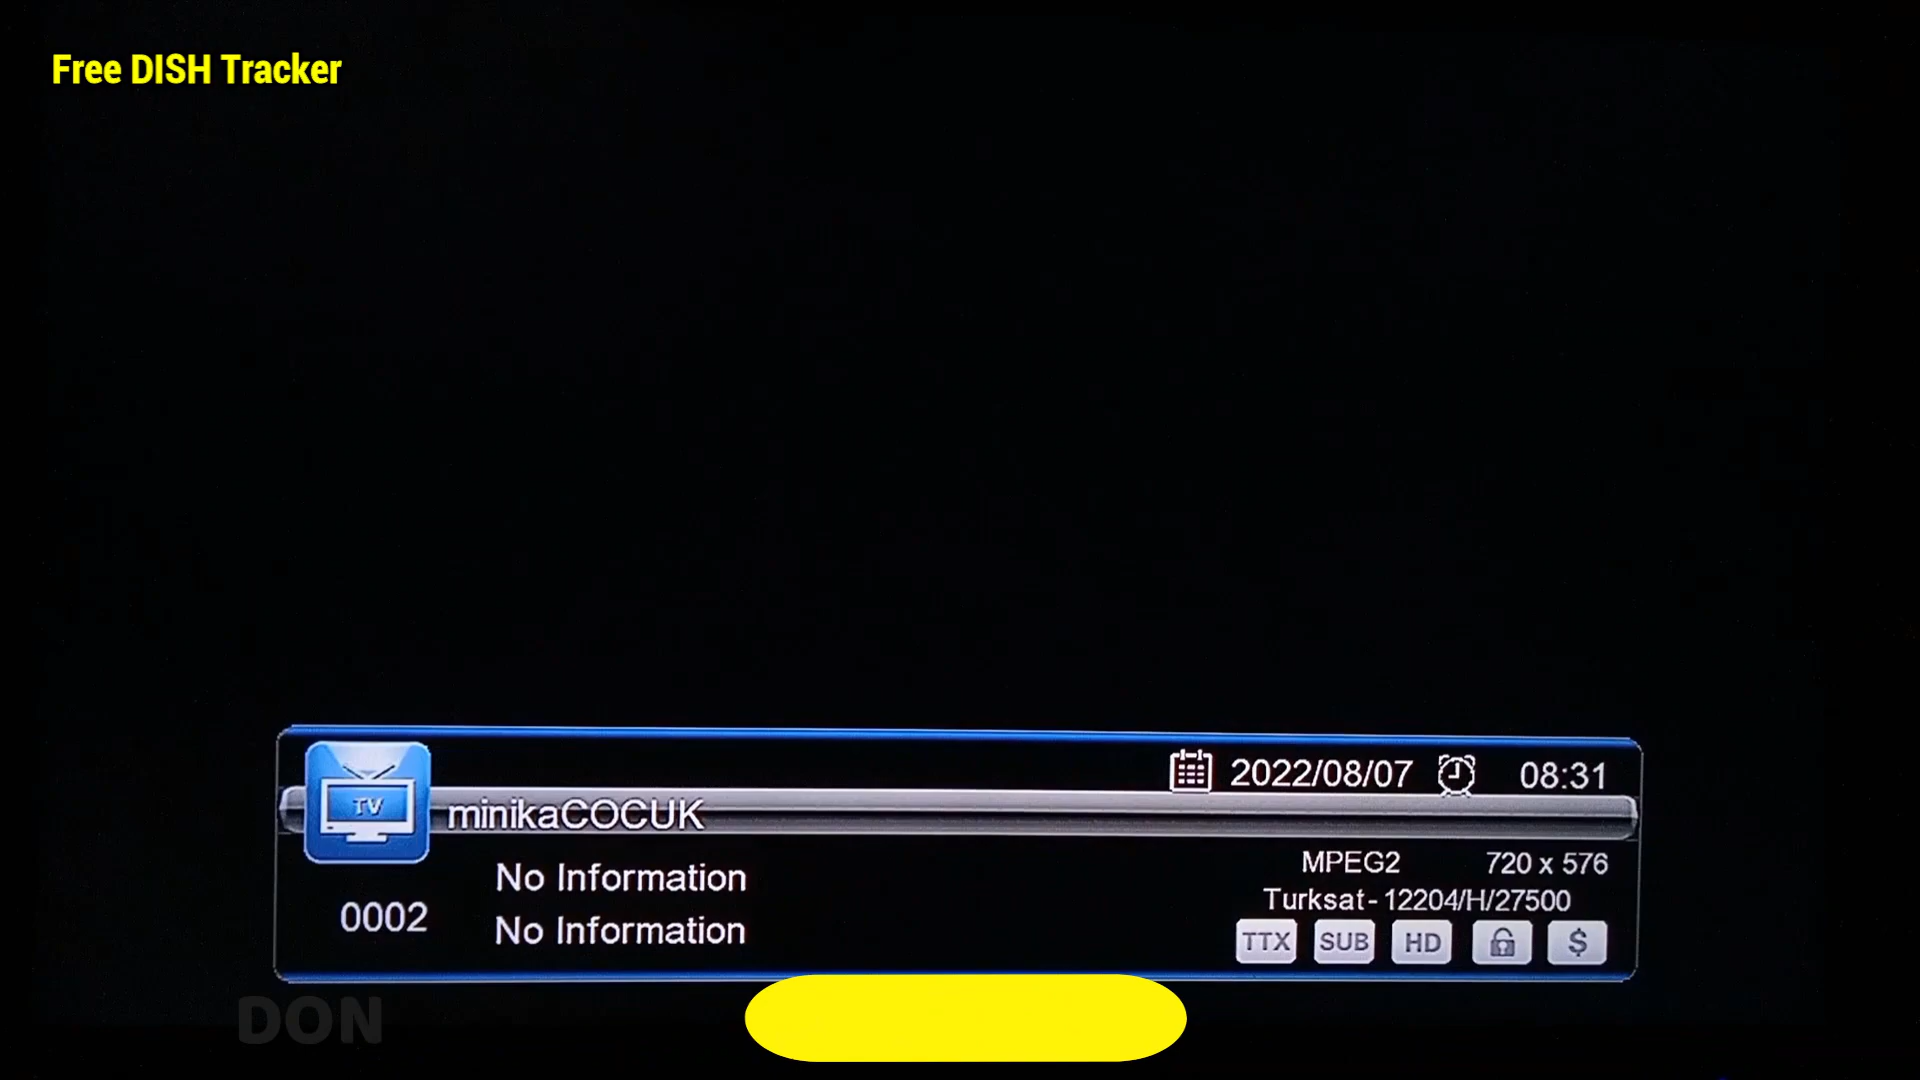 Free DISH Tracker
2022/08/07 08:31
TV
minikaCOCUK
No Information
MPEG2 720 x 576
0002
No Information
Turksat-12204/H/27500
TTX SUB HD $
DON